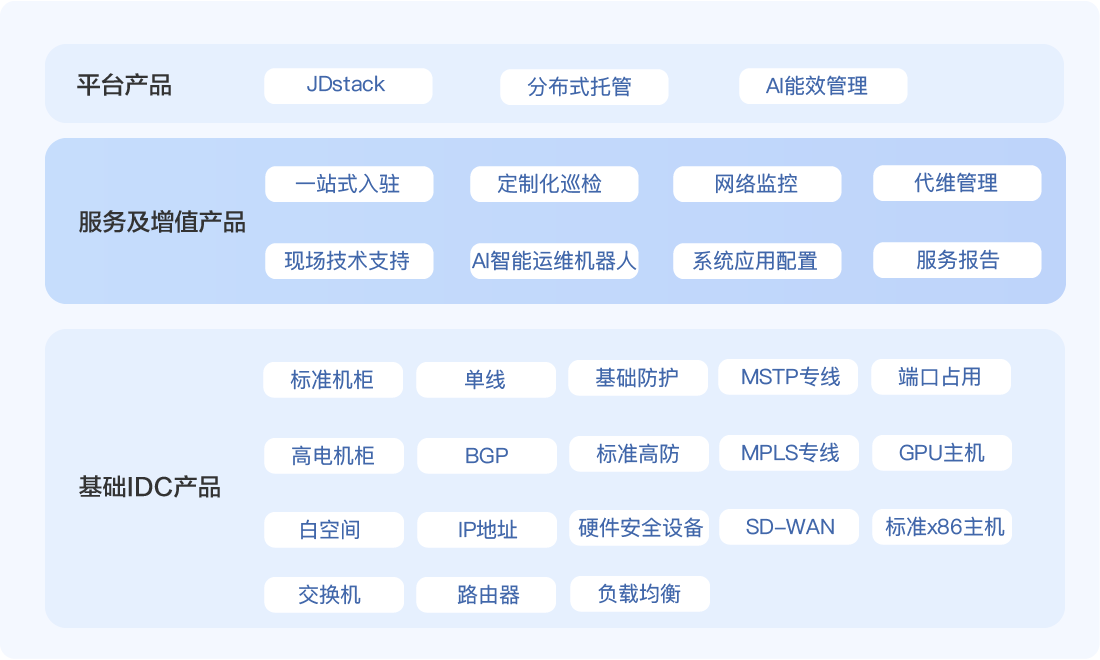 平台产品
JDstack
分布式托管
AI能效管理
服务及增值产品
一站式入驻
定制化巡检
网络监控
代维管理
现场技术支持
AI智能运维机器人
系统应用配置
服务报告
基础IDC产品
标准机柜
单线
基础防护
MSTP专线
端口占用
高电机柜
BGP
标准高防
MPLS专线
GPU主机
白空间
IP地址
硬件安全设备
SD-WAN
标准x86主机
交换机
路由器
负载均衡